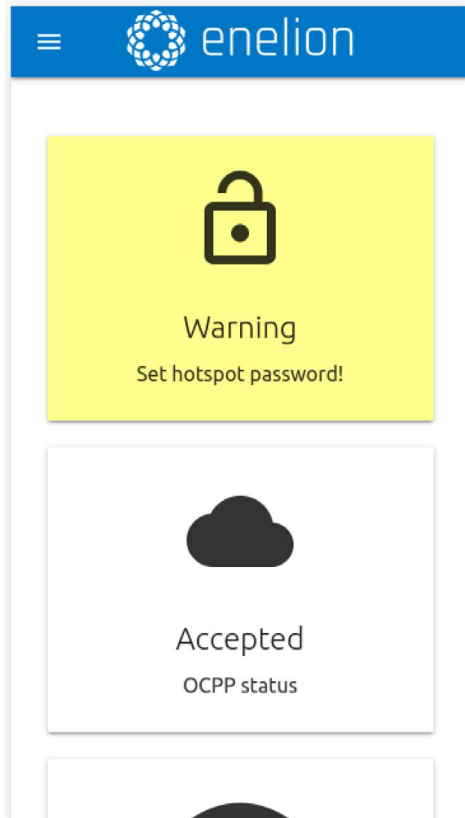 enelion
Warning
Set hotspot password!
Accepted
OCPP status